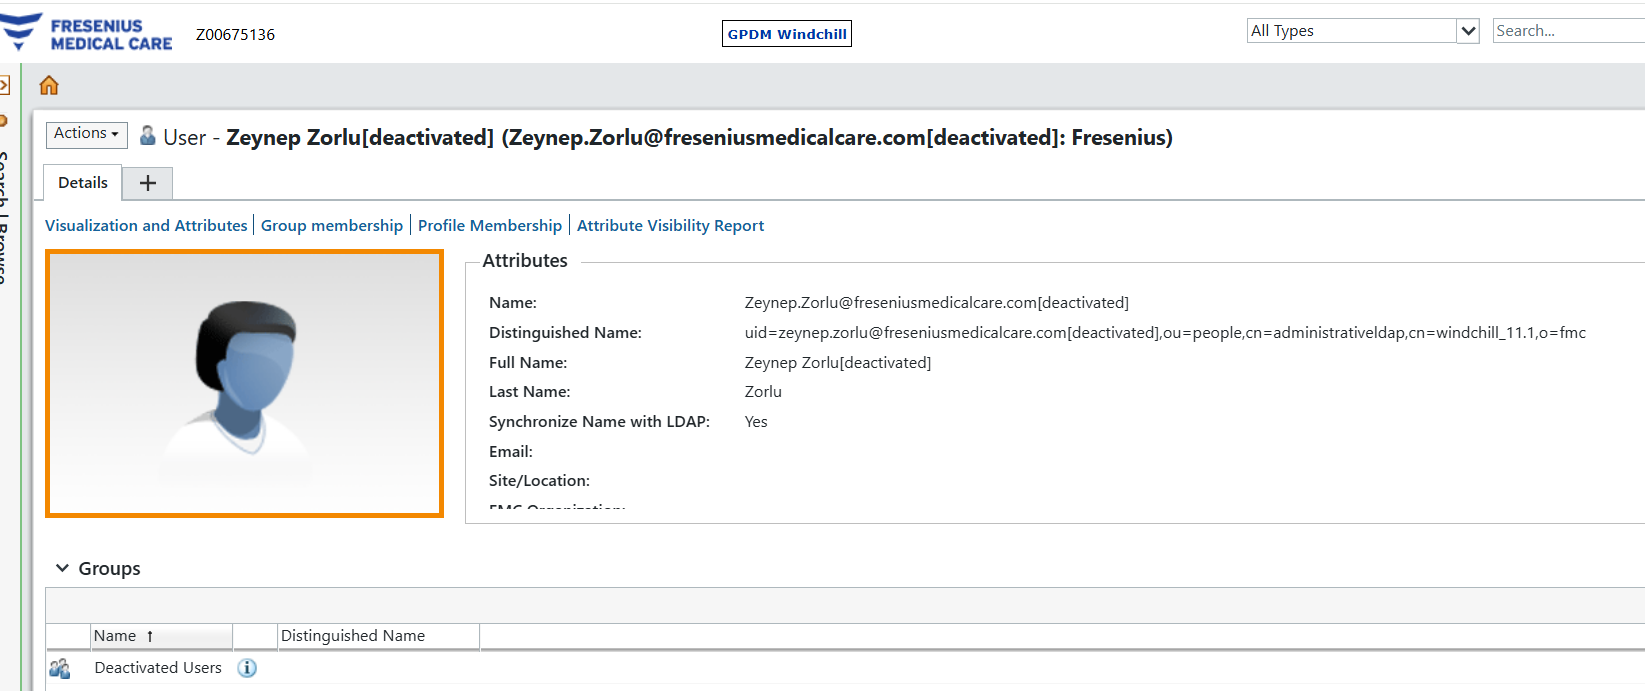 FRESENIUS
MEDICAL CARE
Z00675136
GPDM Windchill
All Types
Search...
Search | Browse
Actions
User - Zeynep Zorlu[deactivated] (Zeynep.Zorlu@freseniusmedicalcare.com[deactivated]: Fresenius)
Details
Visualization and Attributes | Group membership | Profile Membership | Attribute Visibility Report
Attributes
Name: Zeynep.Zorlu@freseniusmedicalcare.com[deactivated]
Distinguished Name: uid=zeynep.zorlu@freseniusmedicalcare.com[deactivated],ou=people,cn=administrativeldap,cn=windchill_11.1,o=fmc
Full Name: Zeynep Zorlu[deactivated]
Last Name: Zorlu
Synchronize Name with LDAP: Yes
Email:
Site/Location:
FMC Organization:
Groups
Name ↑ Distinguished Name
Deactivated Users